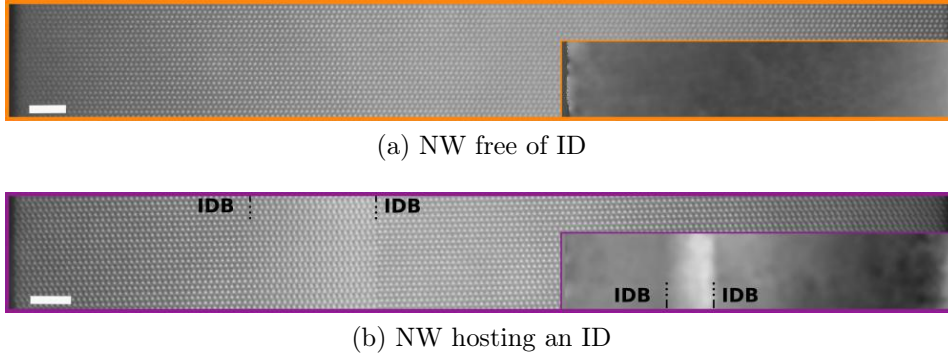 (a) NW free of ID
IDB IDB
IDB IDB
(b) NW hosting an ID